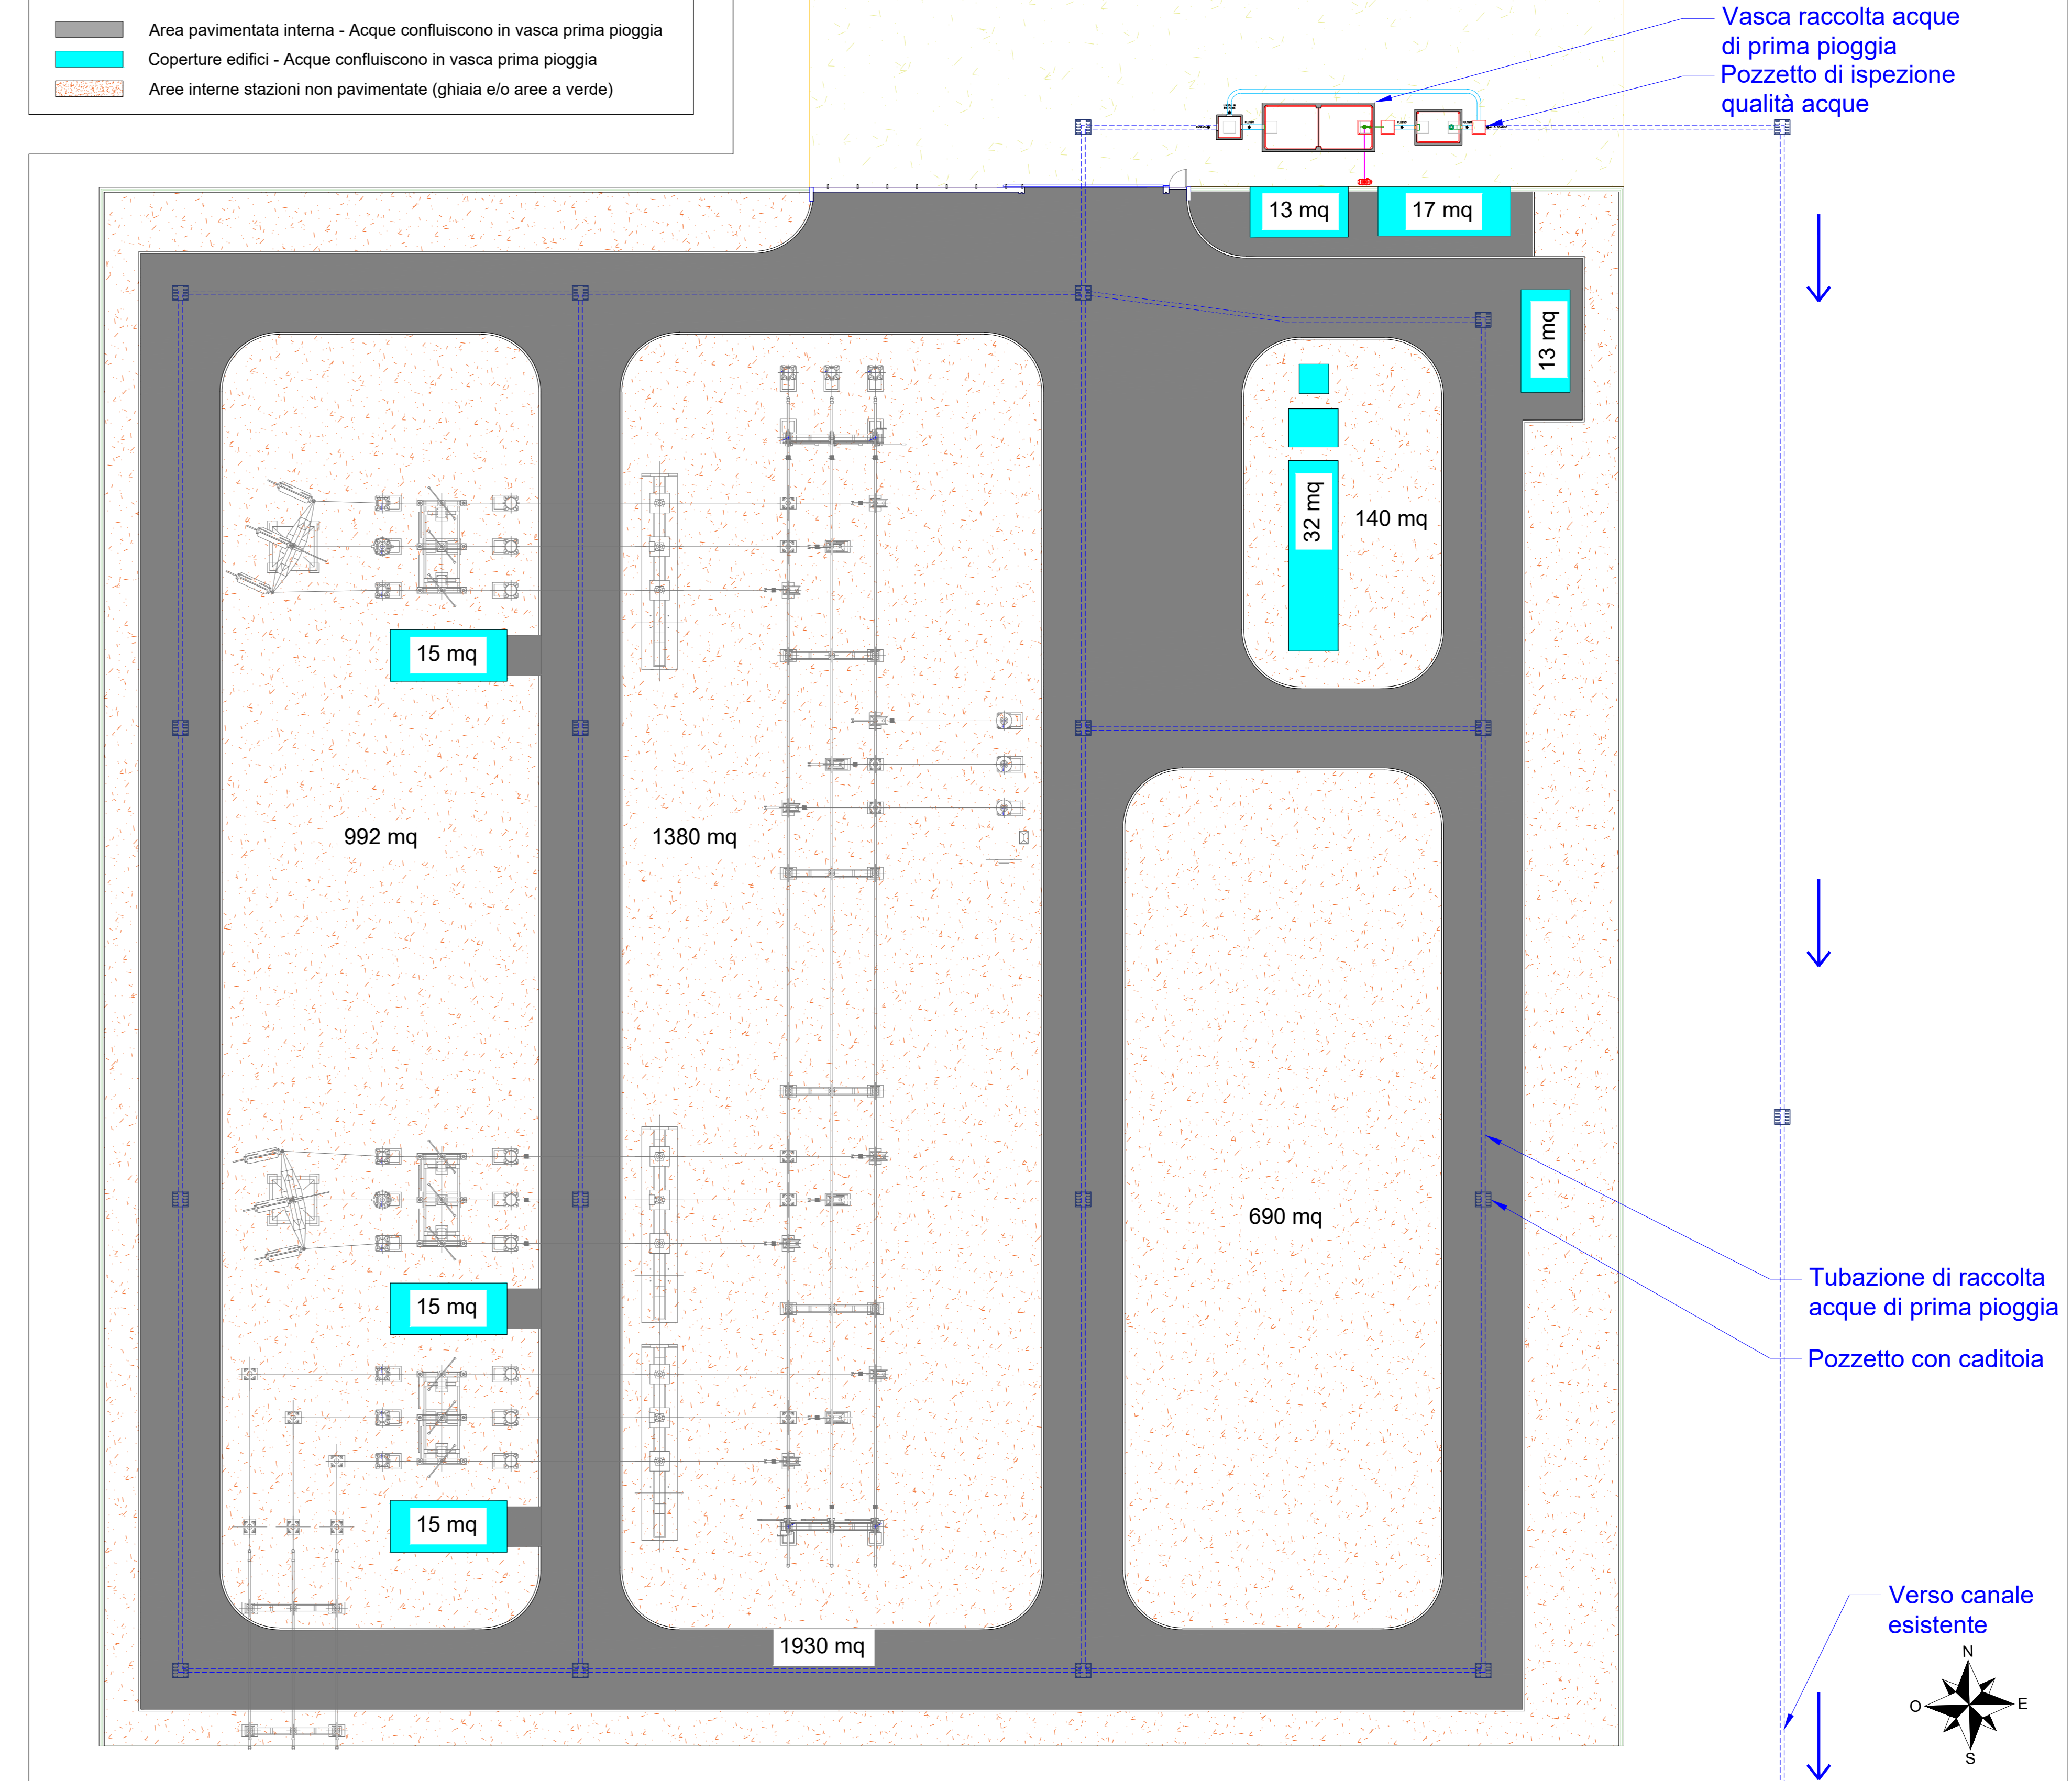 Area pavimentata interna - Acque confluiscono in vasca prima pioggia
Coperture edifici - Acque confluiscono in vasca prima pioggia
Aree interne stazioni non pavimentate (ghiaia e/o aree a verde)
Vasca raccolta acque
di prima pioggia
Pozzetto di ispezione
qualità acque
13 mq
17 mq
13 mq
32 mq
140 mq
15 mq
992 mq
1380 mq
690 mq
15 mq
15 mq
1930 mq
Tubazione di raccolta
acque di prima pioggia
Pozzetto con caditoia
Verso canale
esistente
N
O
E
S